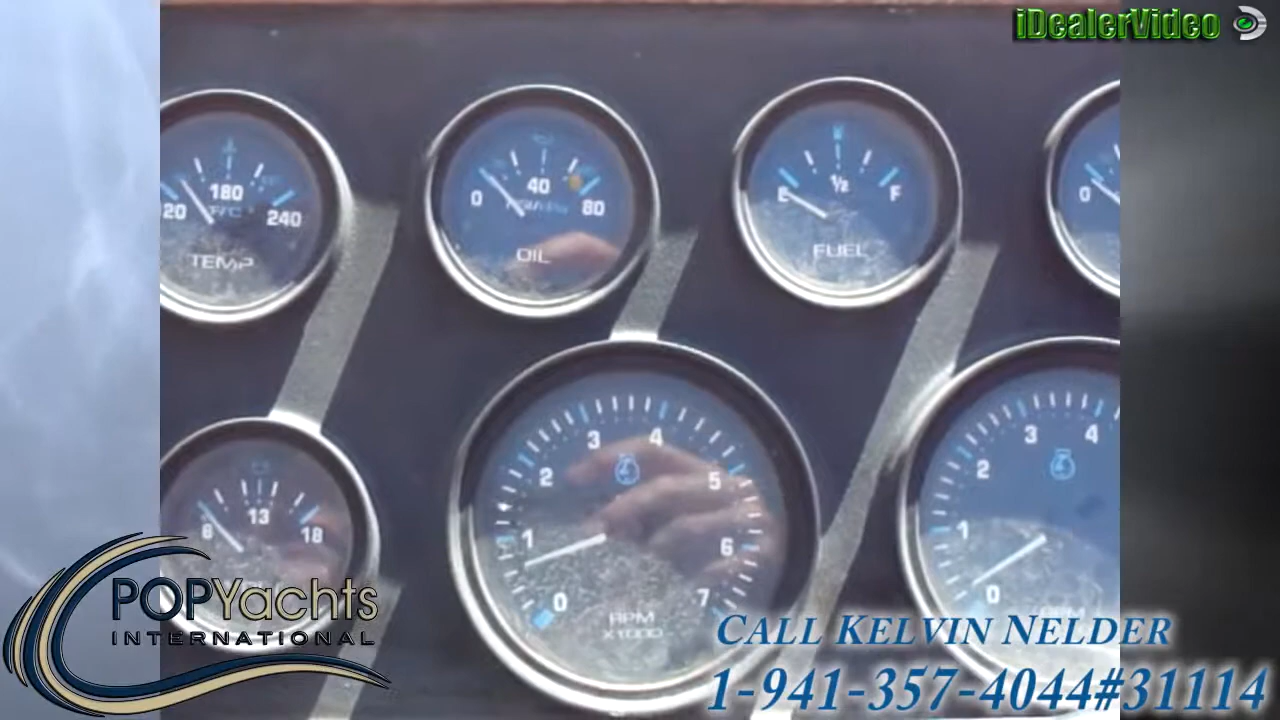 iDealerVideo
20 180 240
F/C°
TEMP
0 40 80
OIL
E 1/2 F
FUEL
0
8 13 18
0 1 2 3 4 5 6 7
RPM
X1000
0 1 2 3 4
RPM
POPYachts
INTERNATIONAL
CALL KELVIN NELDER
1-941-357-4044#31114